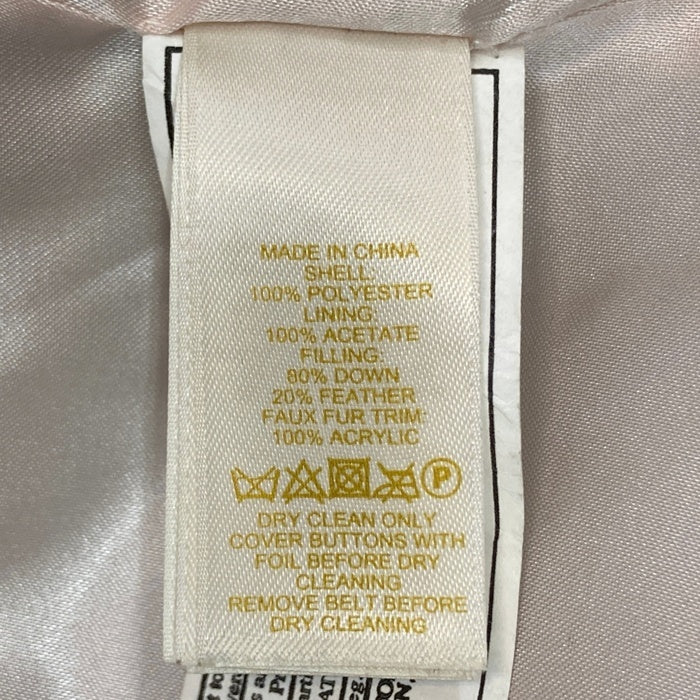 MADE IN CHINA
SHELL:
100% POLYESTER
LINING:
100% ACETATE
FILLING:
80% DOWN
20% FEATHER
FAUX FUR TRIM:
100% ACRYLIC
P
DRY CLEAN ONLY
COVER BUTTONS WITH
FOIL BEFORE DRY
CLEANING
REMOVE BELT BEFORE
DRY CLEANING